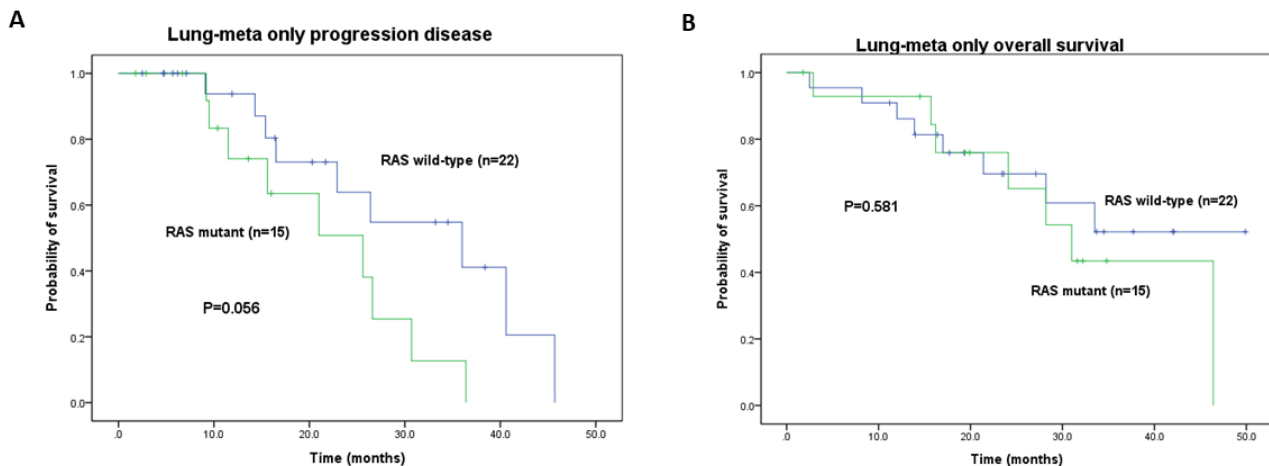 A
Lung-meta only progression disease
Probability of survival
1.0
0.8
0.6
0.4
0.2
0.0
RAS wild-type (n=22)
RAS mutant (n=15)
P=0.056
.0 10.0 20.0 30.0 40.0 50.0
Time (months)
B
Lung-meta only overall survival
Probability of survival
1.0
0.8
0.6
0.4
0.2
0.0
P=0.581
RAS wild-type (n=22)
RAS mutant (n=15)
.0 10.0 20.0 30.0 40.0 50.0
Time (months)